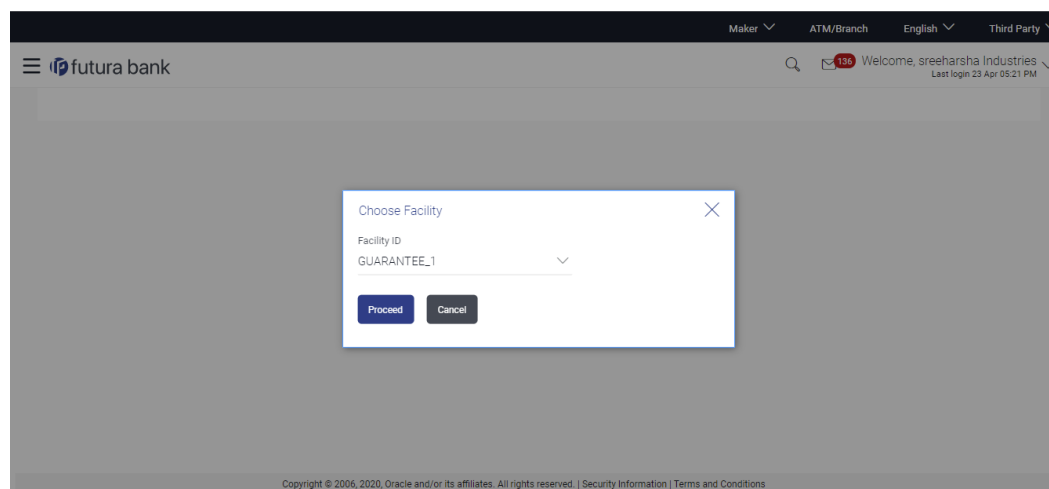 Maker ATM/Branch English Third Party
futura bank 136 Welcome, sreeharsha Industries
Last login 23 Apr 05:21 PM
Choose Facility
Facility ID
GUARANTEE_1
Proceed Cancel
Copyright © 2006, 2020, Oracle and/or its affiliates. All rights reserved. | Security Information | Terms and Conditions